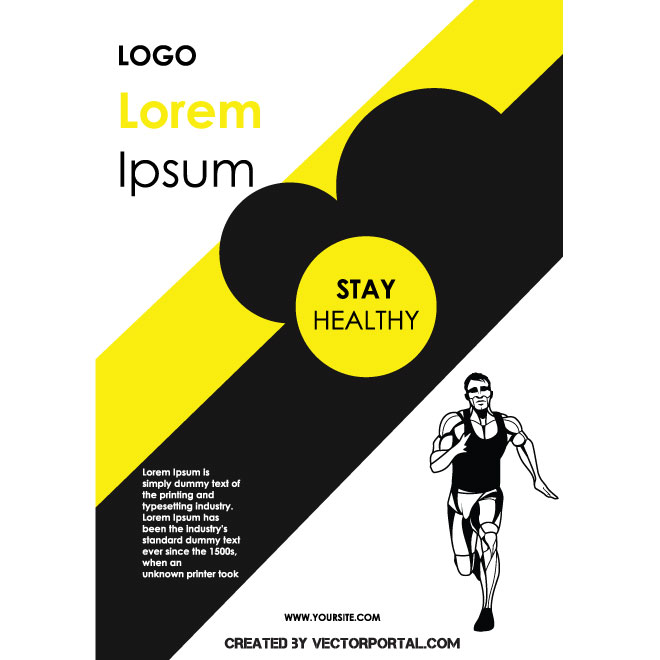 LOGO
Lorem
Ipsum
STAY
HEALTHY
Lorem Ipsum is
simply dummy text of
the printing and
typesetting industry.
Lorem Ipsum has
been the industry's
standard dummy text
ever since the 1500s,
when an
unknown printer took
WWW.YOURSITE.COM
CREATED BY VECTORPORTAL.COM